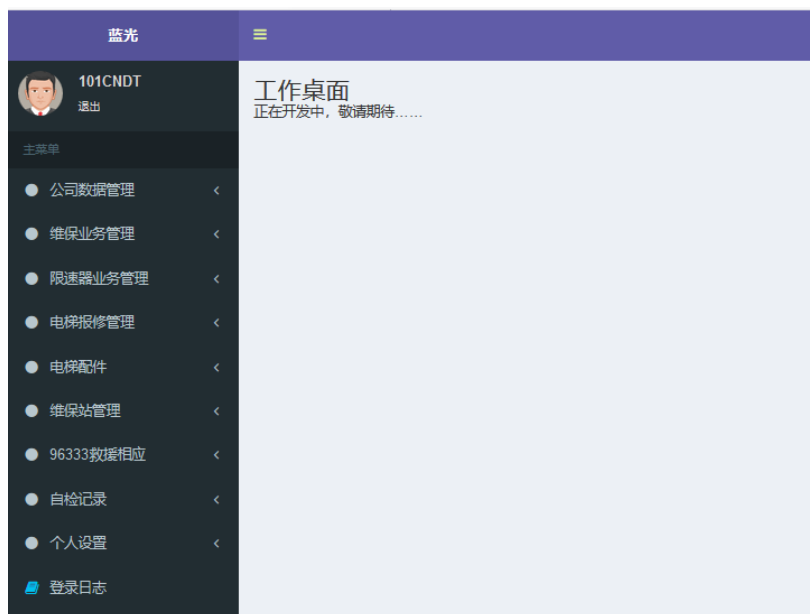 蓝光
101CNDT
退出
工作桌面
正在开发中，敬请期待……
主菜单
公司数据管理
维保业务管理
限速器业务管理
电梯报修管理
电梯配件
维保站管理
96333救援相应
自检记录
个人设置
登录日志